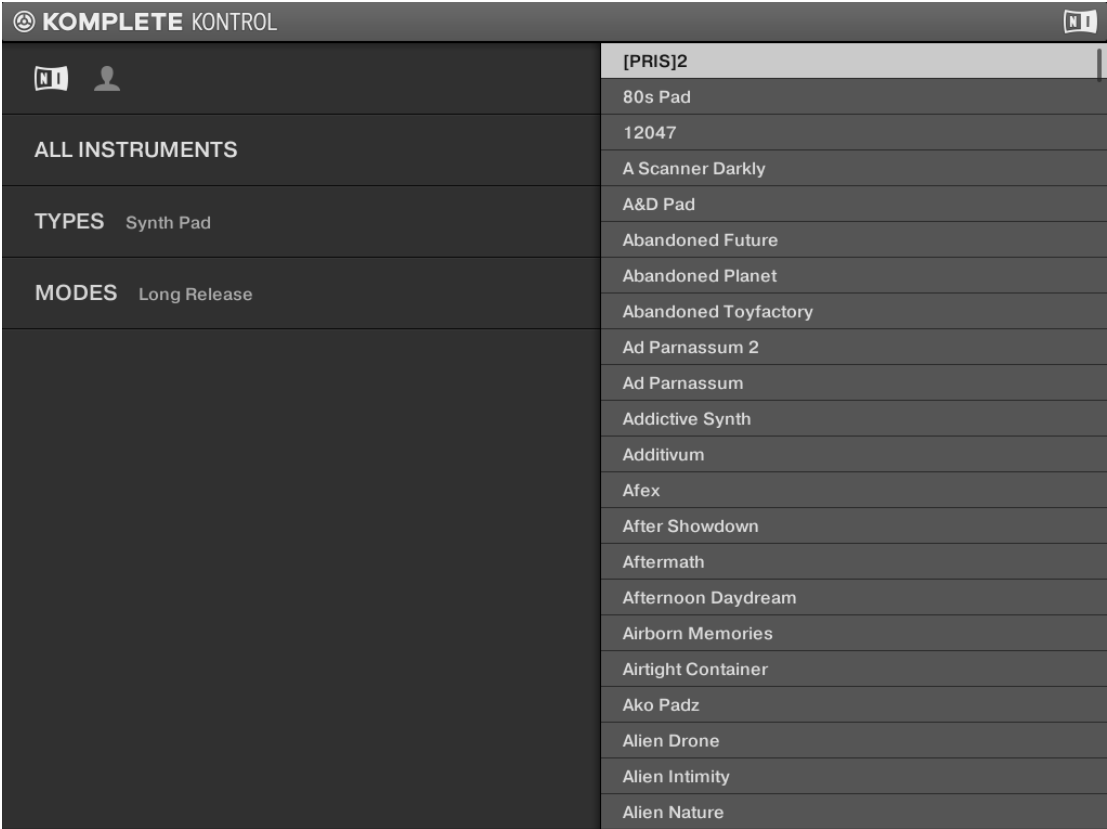 KOMPLETE KONTROL
NI
NI
ALL INSTRUMENTS
TYPES Synth Pad
MODES Long Release
[PRIS]2
80s Pad
12047
A Scanner Darkly
A&D Pad
Abandoned Future
Abandoned Planet
Abandoned Toyfactory
Ad Parnassum 2
Ad Parnassum
Addictive Synth
Additivum
Afex
After Showdown
Aftermath
Afternoon Daydream
Airborn Memories
Airtight Container
Ako Padz
Alien Drone
Alien Intimity
Alien Nature